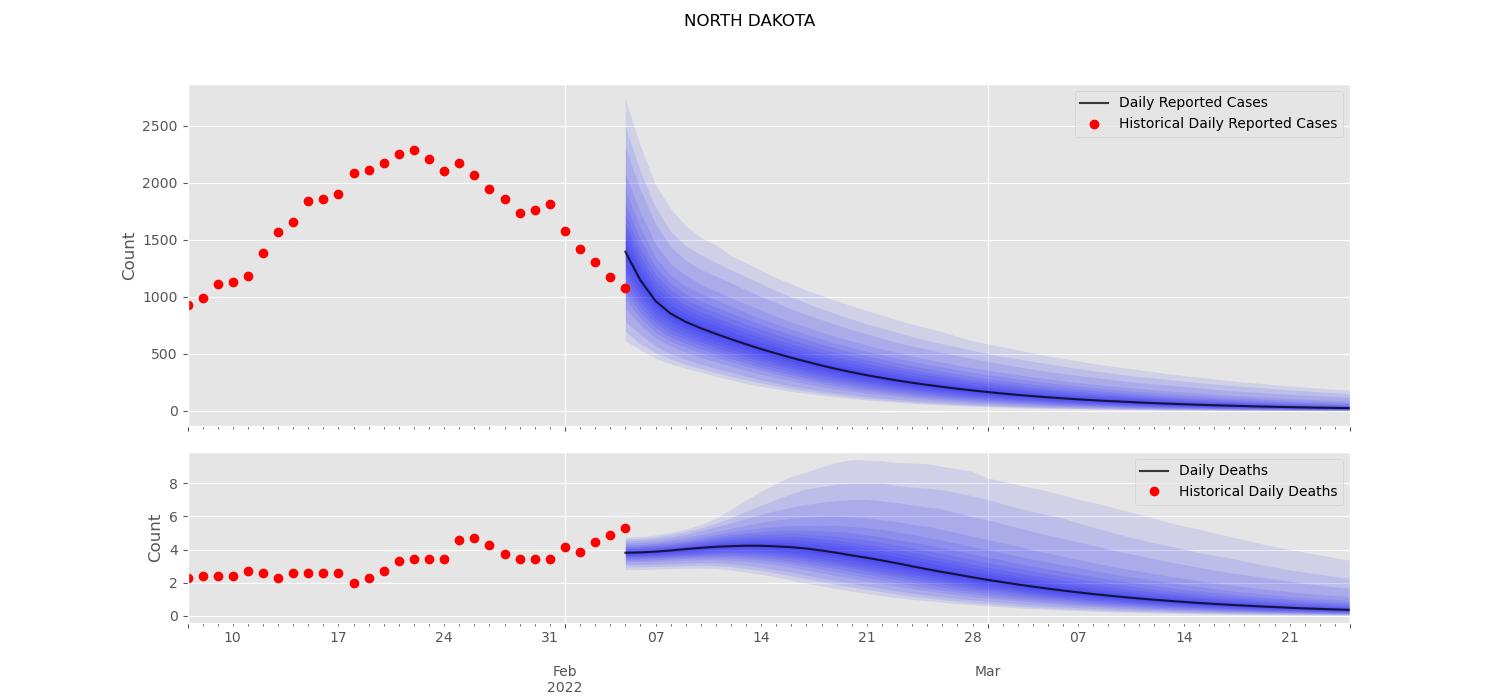 NORTH DAKOTA
Daily Reported Cases
Historical Daily Reported Cases
2500
2000
1500
1000
500
0
Count
Daily Deaths
Historical Daily Deaths
8
6
4
2
0
Count
10 17 24 31 07 14 21 28 07 14 21
Feb Mar
2022